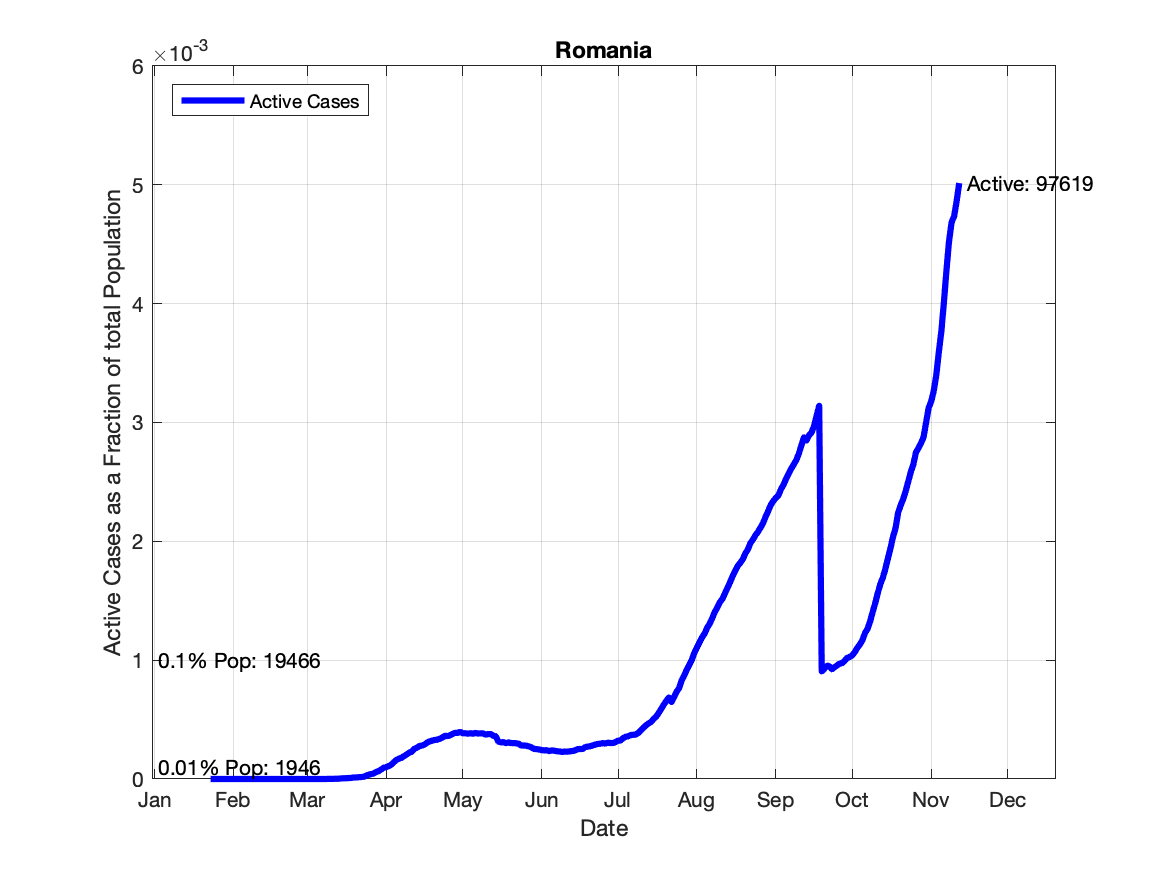 Romania
×10-3
6
Active Cases
5
Active: 97619
4
3
2
1
0.1% Pop: 19466
0.01% Pop: 1946
0
Active Cases as a Fraction of total Population
Jan Feb Mar Apr May Jun Jul Aug Sep Oct Nov Dec
Date